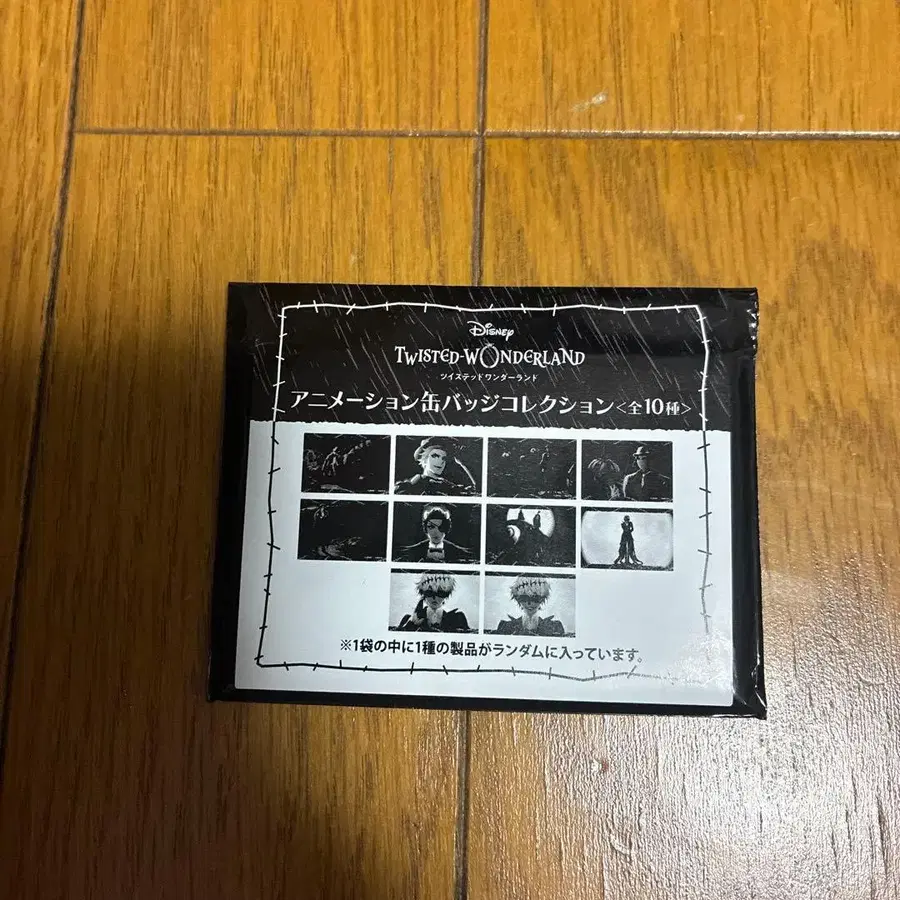 Disney
TWISTED-WONDERLAND
ツイステッドワンダーランド
アニメーション缶バッジコレクション<全10種>
※1袋の中に1種の製品がランダムに入っています。